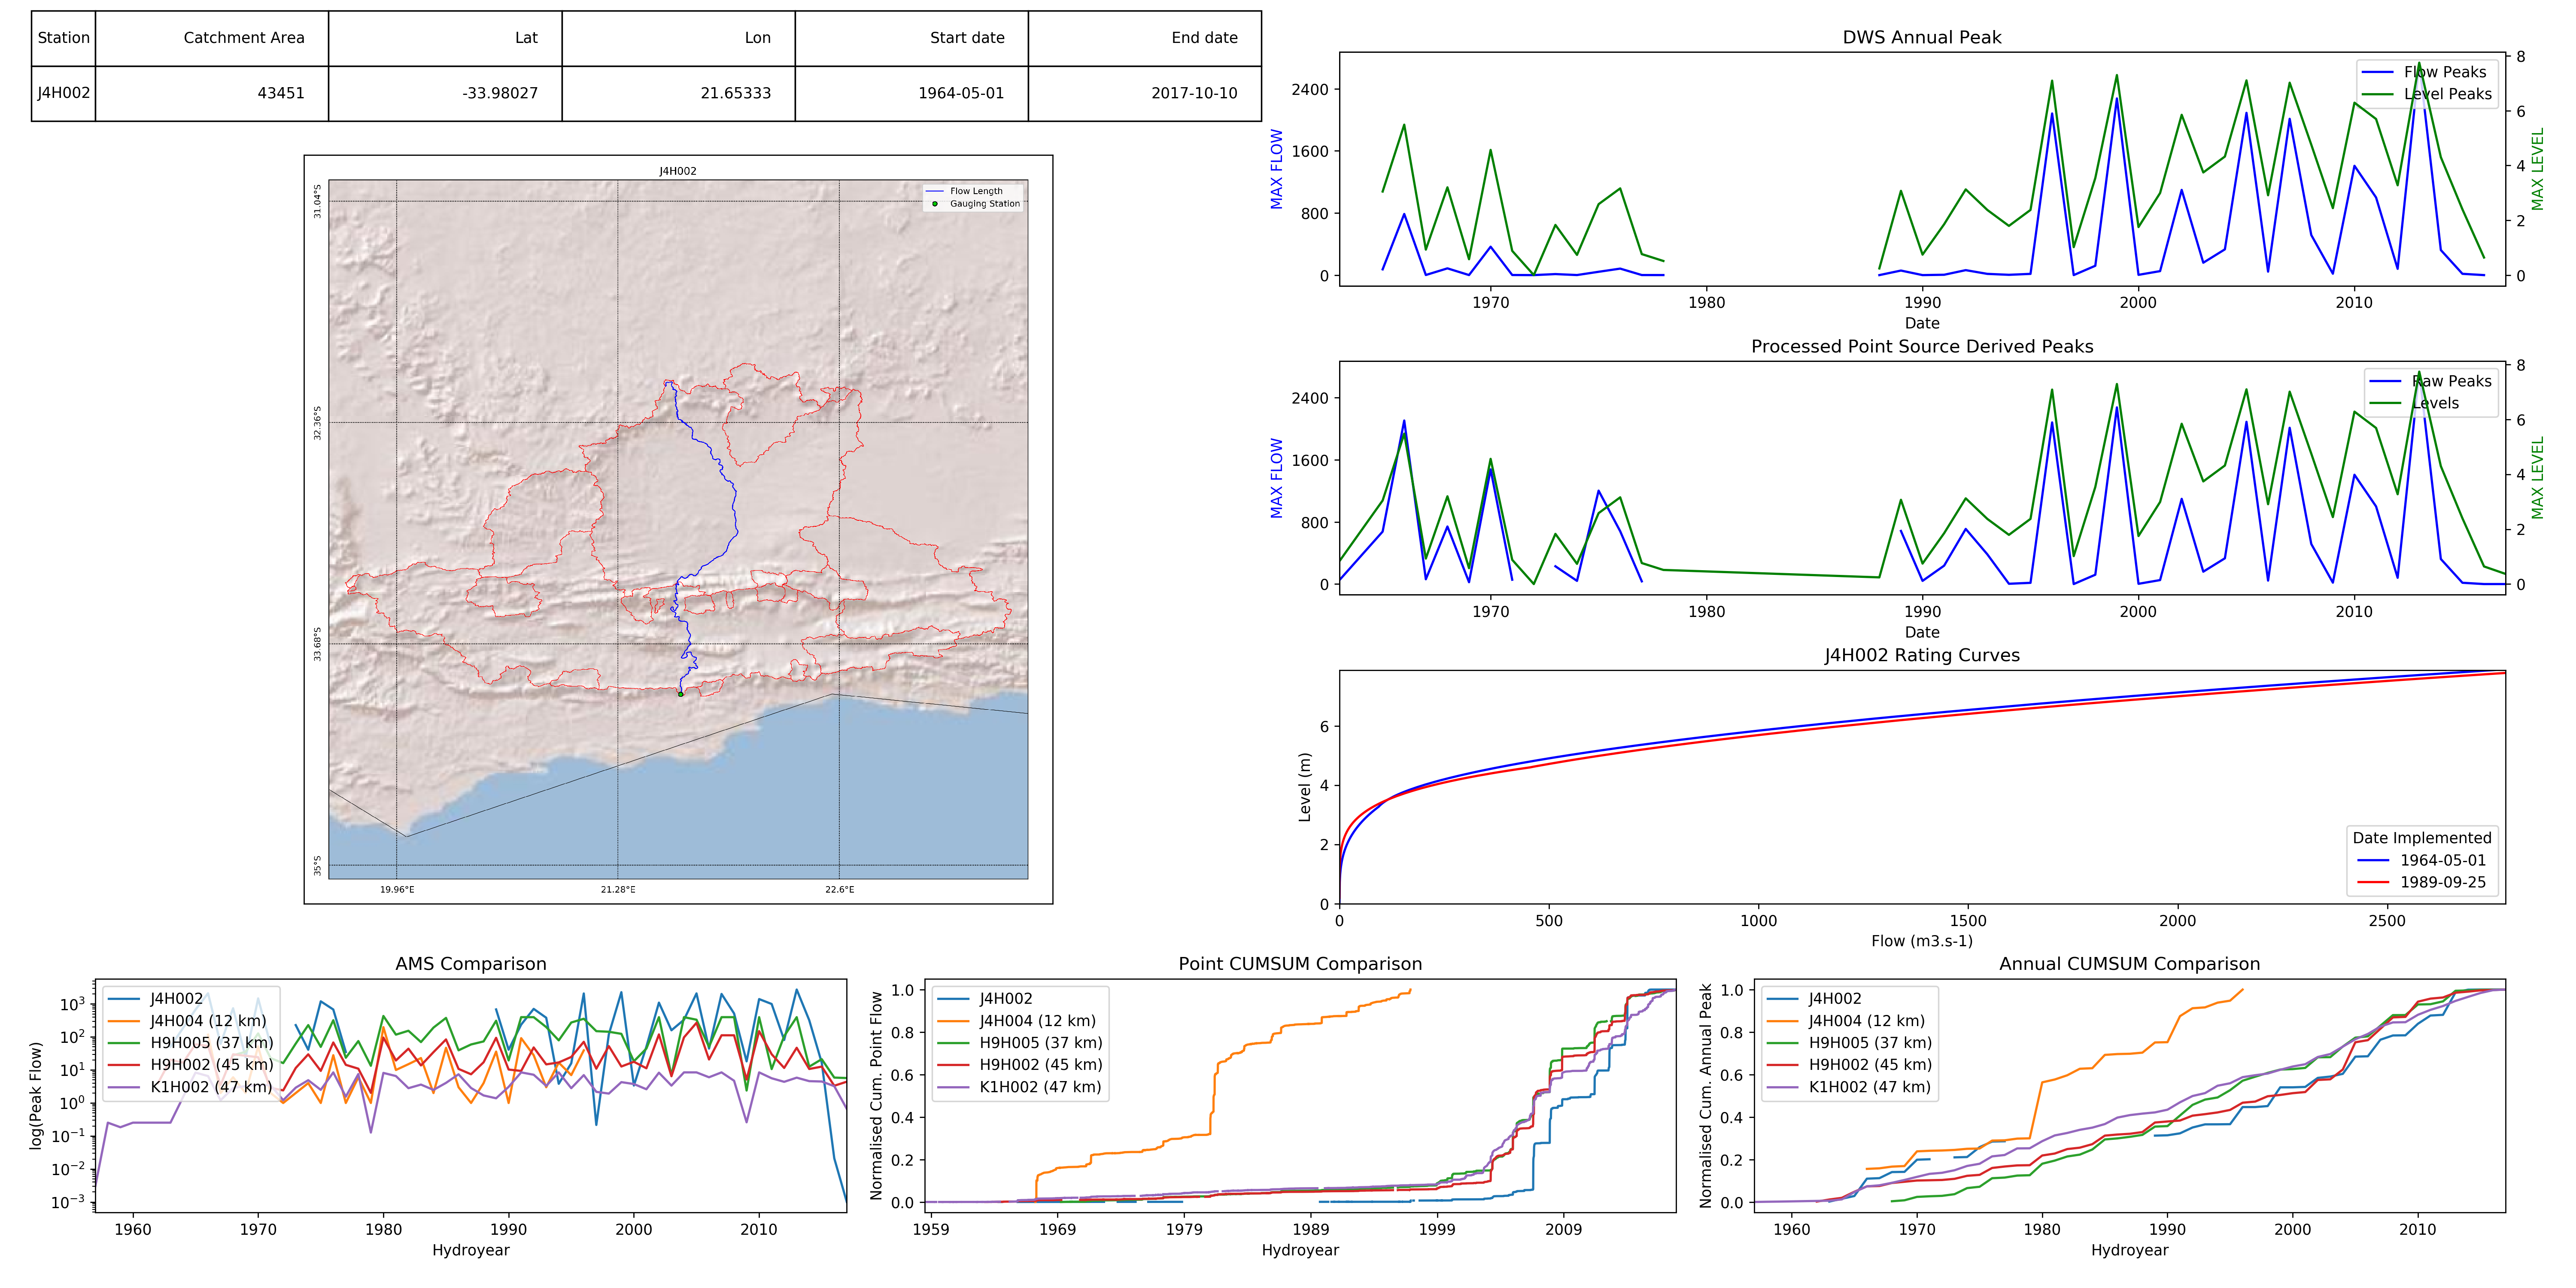 Station Catchment Area Lat Lon Start date End date
J4H002 43451 -33.98027 21.65333 1964-05-01 2017-10-10
J4H002
Flow Length
Gauging Station
31.04°S
32.36°S
33.68°S
35°S
19.96°E 21.28°E 22.6°E
DWS Annual Peak
Flow Peaks
Level Peaks
MAX FLOW
2400
1600
800
0
MAX LEVEL
8
6
4
2
0
1970 1980 1990 2000 2010
Date
Processed Point Source Derived Peaks
Raw Peaks
Levels
MAX FLOW
2400
1600
800
0
MAX LEVEL
8
6
4
2
0
1970 1980 1990 2000 2010
Date
J4H002 Rating Curves
Level (m)
6
4
2
0
Date Implemented
1964-05-01
1989-09-25
0 500 1000 1500 2000 2500
Flow (m3.s-1)
AMS Comparison
J4H002
J4H004 (12 km)
H9H005 (37 km)
H9H002 (45 km)
K1H002 (47 km)
log(Peak Flow)
10³
10²
10¹
10⁰
10⁻¹
10⁻²
10⁻³
1960 1970 1980 1990 2000 2010
Hydroyear
Point CUMSUM Comparison
J4H002
J4H004 (12 km)
H9H005 (37 km)
H9H002 (45 km)
K1H002 (47 km)
Normalised Cum. Point Flow
1.0
0.8
0.6
0.4
0.2
0.0
1959 1969 1979 1989 1999 2009
Hydroyear
Annual CUMSUM Comparison
J4H002
J4H004 (12 km)
H9H005 (37 km)
H9H002 (45 km)
K1H002 (47 km)
Normalised Cum. Annual Peak
1.0
0.8
0.6
0.4
0.2
0.0
1960 1970 1980 1990 2000 2010
Hydroyear